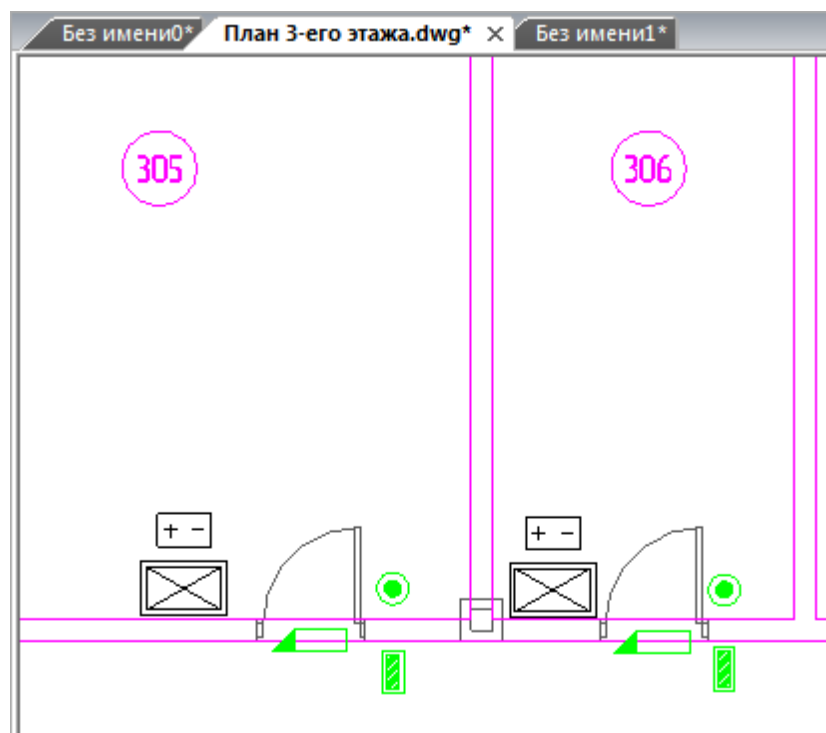 Без имени0* План 3-его этажа.dwg* Без имени1*
305 306
+ - + -